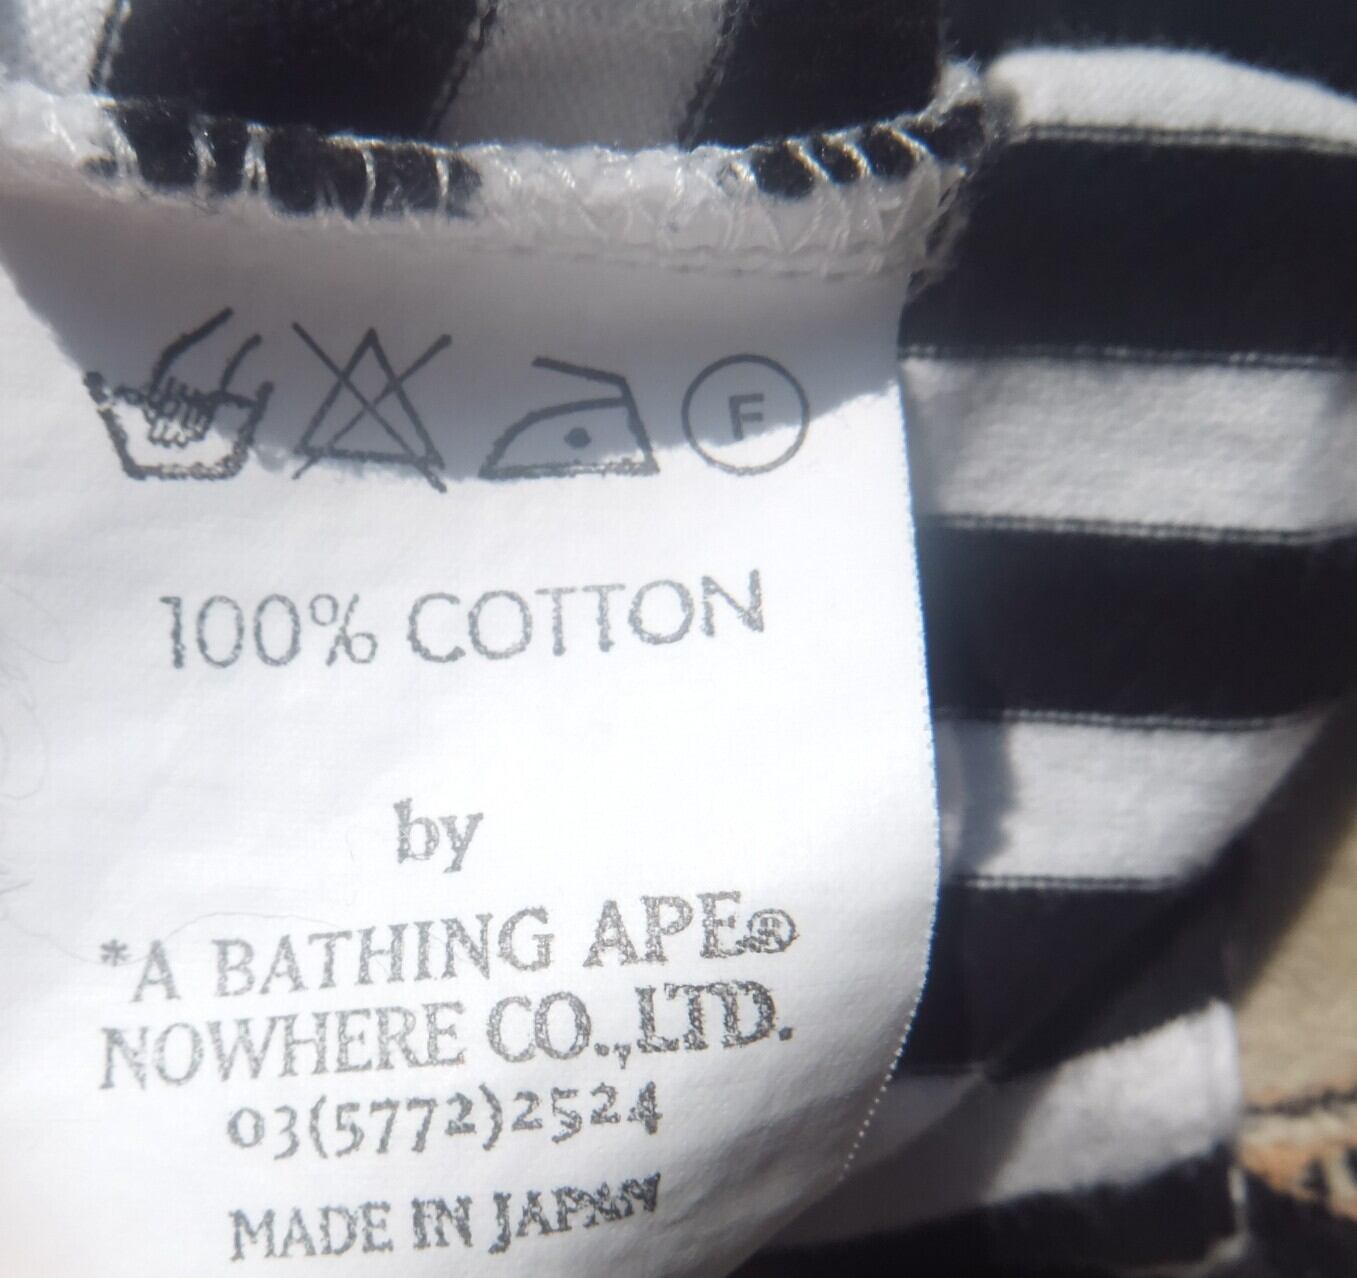 F
100% COTTON
by
*A BATHING APE®
NOWHERE CO.,LTD.
03(5772)2524
MADE IN JAPAN